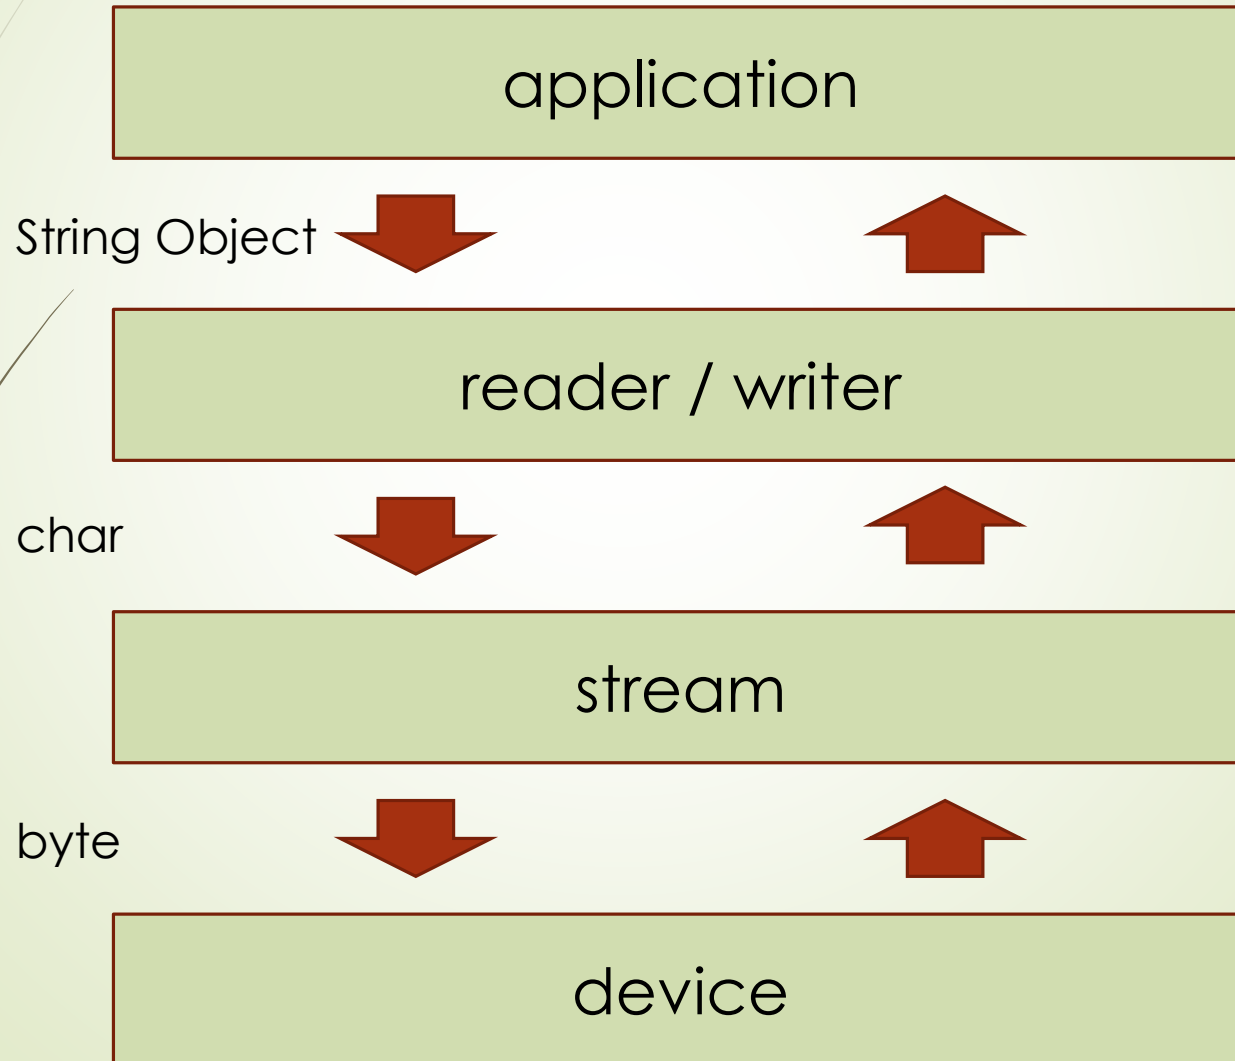 application
String Object
reader / writer
char
stream
byte
device